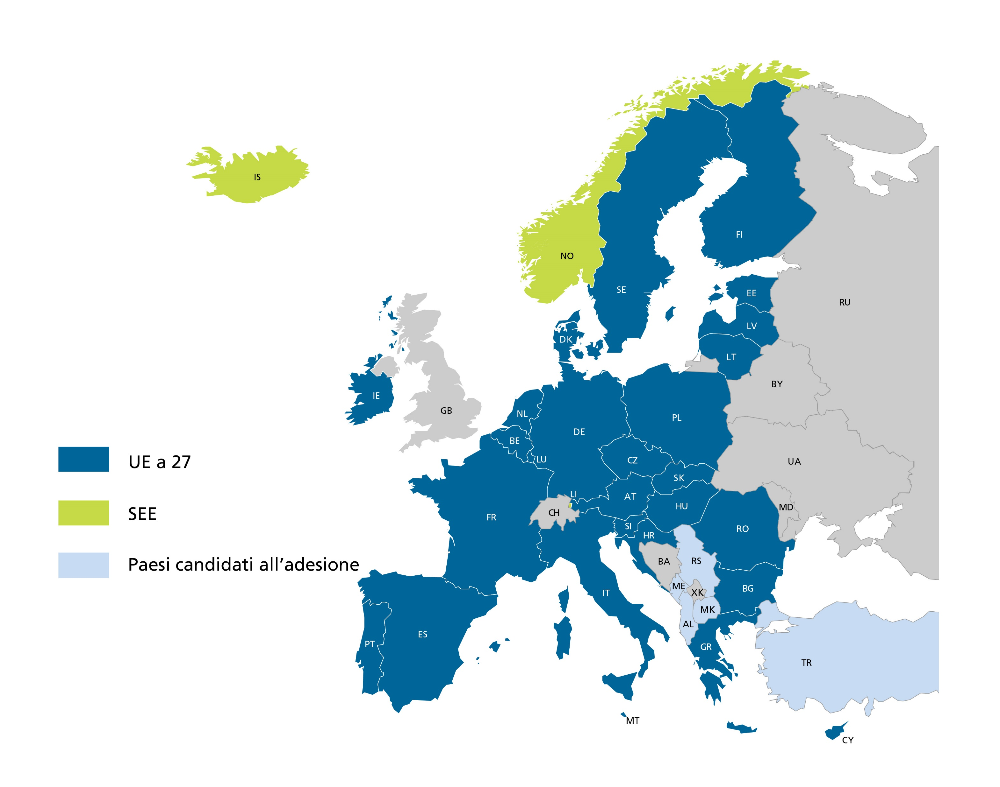 IS
NO
FI
SE
EE
RU
LV
DK
LT
BY
IE
GB
NL
PL
DE
BE
LU
CZ
UA
UE a 27
SK
LI
AT
HU
MD
SEE
CH
FR
SI
RO
HR
Paesi candidati all’adesione
BA
RS
ME
XK
IT
BG
MK
AL
ES
PT
GR
TR
MT
CY